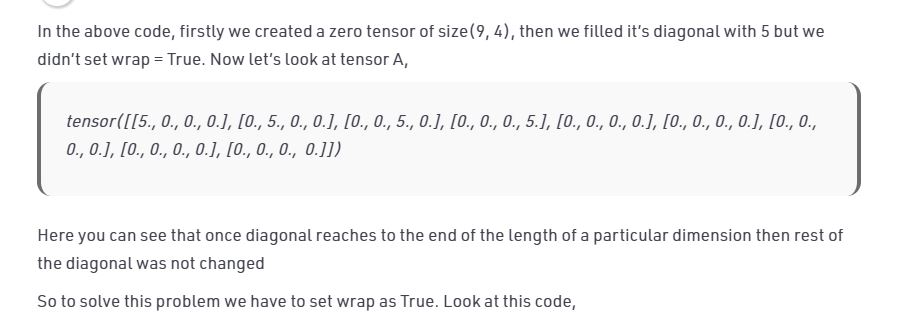 In the above code, firstly we created a zero tensor of size(9, 4), then we filled it's diagonal with 5 but we
didn't set wrap = True. Now let's look at tensor A,
tensor([[5., 0., 0., 0.], [0., 5., 0., 0.], [0., 0., 5., 0.], [0., 0., 0., 5.], [0., 0., 0., 0.], [0., 0., 0., 0.], [0., 0.,
0., 0.], [0., 0., 0., 0.], [0., 0., 0., 0.]])
Here you can see that once diagonal reaches to the end of the length of a particular dimension then rest of
the diagonal was not changed
So to solve this problem we have to set wrap as True. Look at this code,